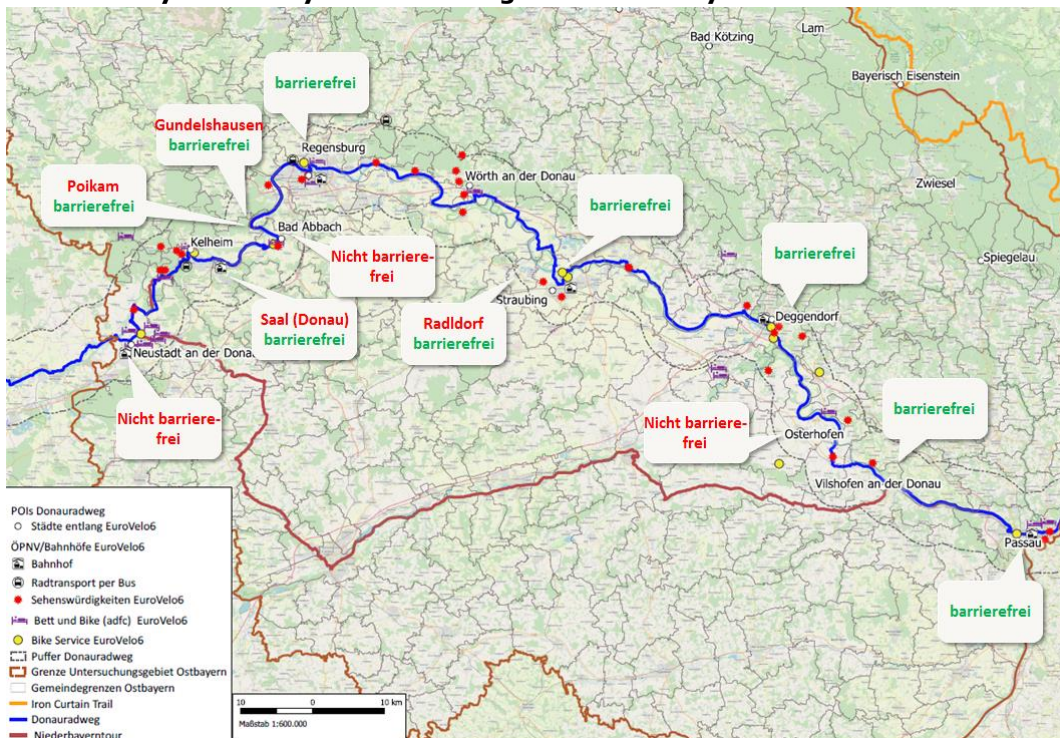 Bad Kötzing
Lam
Bayerisch Eisenstein
barrierefrei
Gundelshausen
barrierefrei
Regensburg
Poikam
barrierefrei
Wörth an der Donau
Zwiesel
barrierefrei
Bad Abbach
Kelheim
Nicht barriere-
frei
barrierefrei
Spiegelau
Straubing
Saal (Donau)
barrierefrei
Radldorf
barrierefrei
Deggendorf
Neustadt an der Dona
Nicht barriere-
frei
Nicht barriere-
frei
barrierefrei
Osterhofen
Vilshofen an der Donau
Passau
barrierefrei
POIs Donauradweg
Städte entlang EuroVelo6
ÖPNV/Bahnhöfe EuroVelo6
Bahnhof
Radtransport per Bus
Sehenswürdigkeiten EuroVelo6
Bett und Bike (adfc) EuroVelo6
Bike Service EuroVelo6
Puffer Donauradweg
Grenze Untersuchungsgebiet Ostbayern
Gemeindegrenzen Ostbayern
Iron Curtain Trail
Donauradweg
Niederbayerntour
10 0 10 km
Maßstab 1:600.000